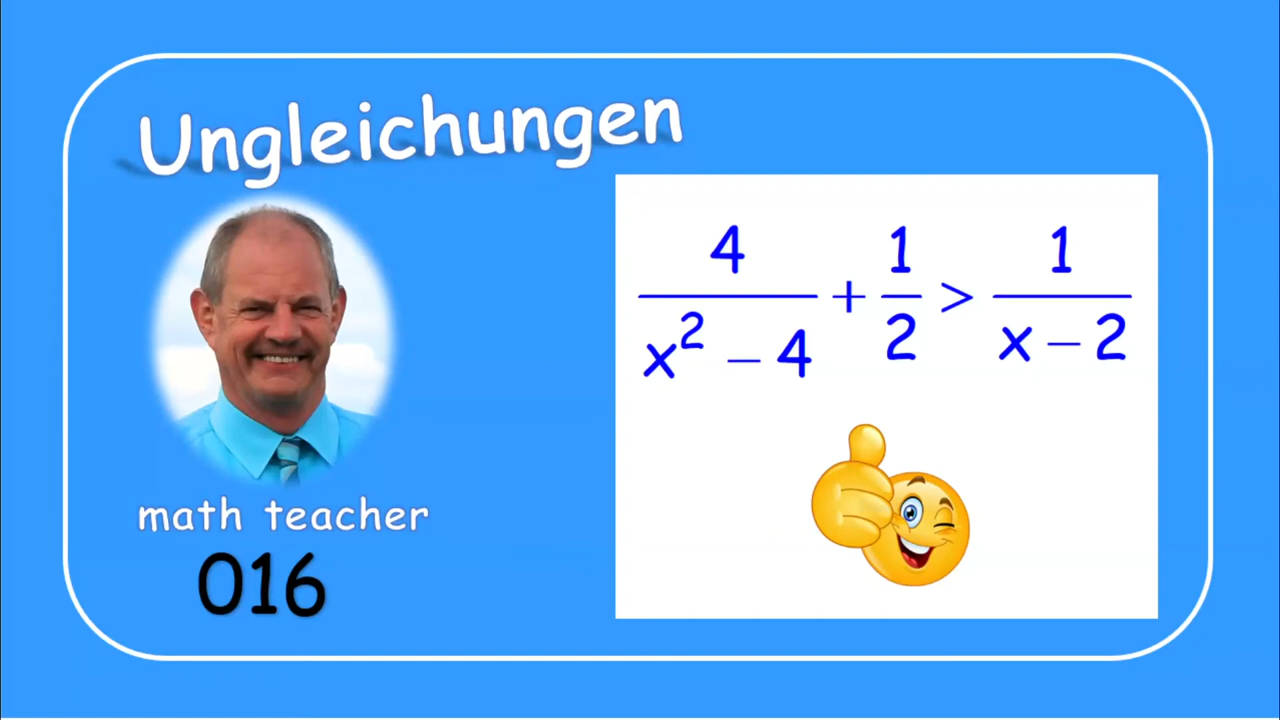 Ungleichungen
math teacher
016
4/(x² − 4) + 1/2 > 1/(x − 2)